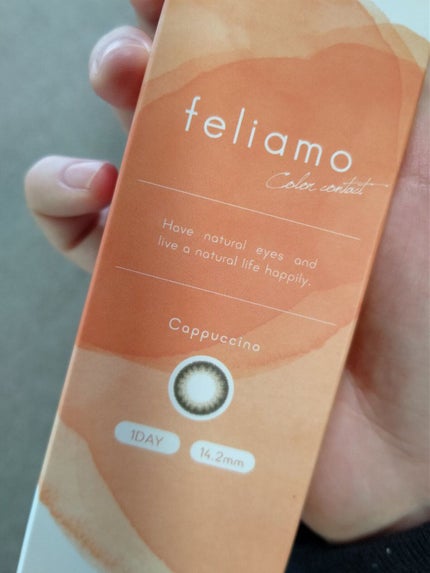 feliamo
Color contact
Have natural eyes and
live a natural life happily.
Cappuccino
1DAY
14.2mm